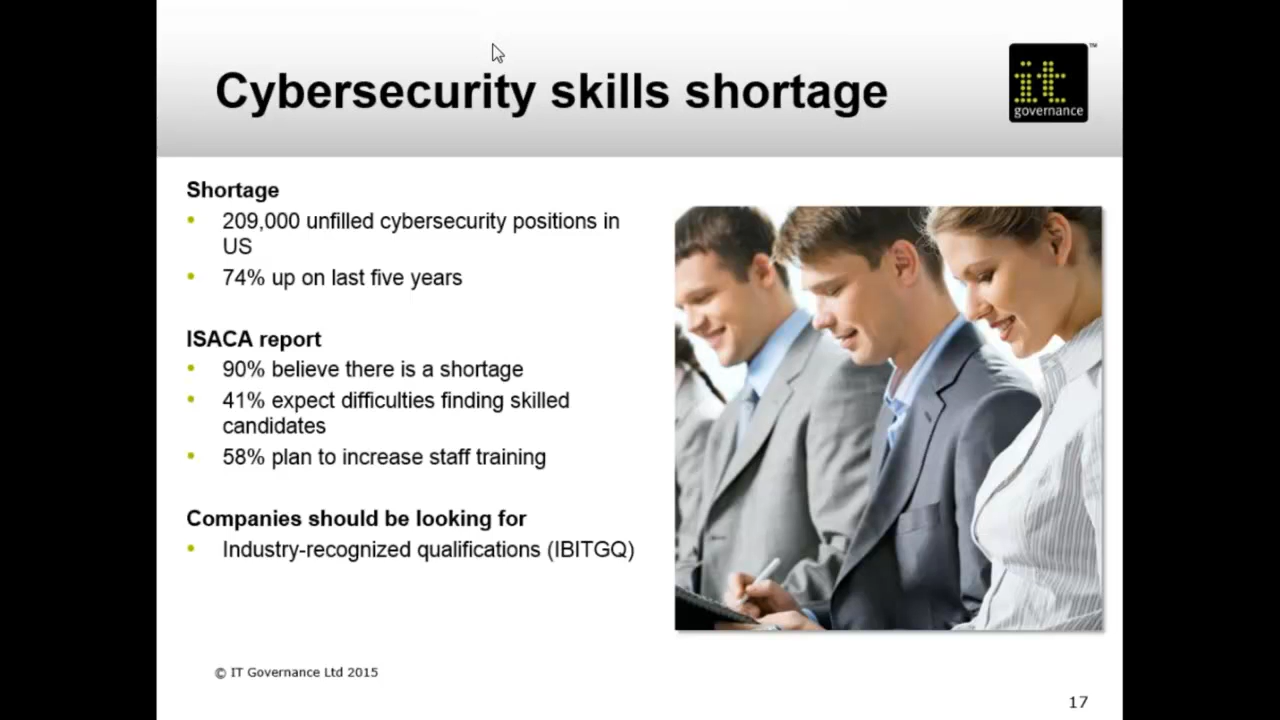 Cybersecurity skills shortage
it
governance
™
Shortage
• 209,000 unfilled cybersecurity positions in
US
• 74% up on last five years
ISACA report
• 90% believe there is a shortage
• 41% expect difficulties finding skilled
candidates
• 58% plan to increase staff training
Companies should be looking for
• Industry-recognized qualifications (IBITGQ)
© IT Governance Ltd 2015
17